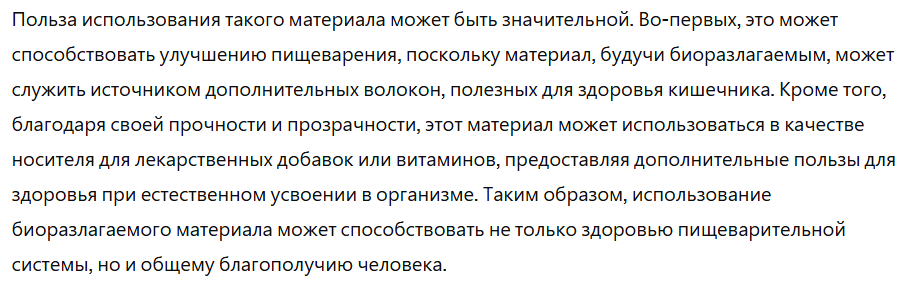 Польза использования такого материала может быть значительной. Во-первых, это может
способствовать улучшению пищеварения, поскольку материал, будучи биоразлагаемым, может
служить источником дополнительных волокон, полезных для здоровья кишечника. Кроме того,
благодаря своей прочности и прозрачности, этот материал может использоваться в качестве
носителя для лекарственных добавок или витаминов, предоставляя дополнительные пользы для
здоровья при естественном усвоении в организме. Таким образом, использование
биоразлагаемого материала может способствовать не только здоровью пищеварительной
системы, но и общему благополучию человека.